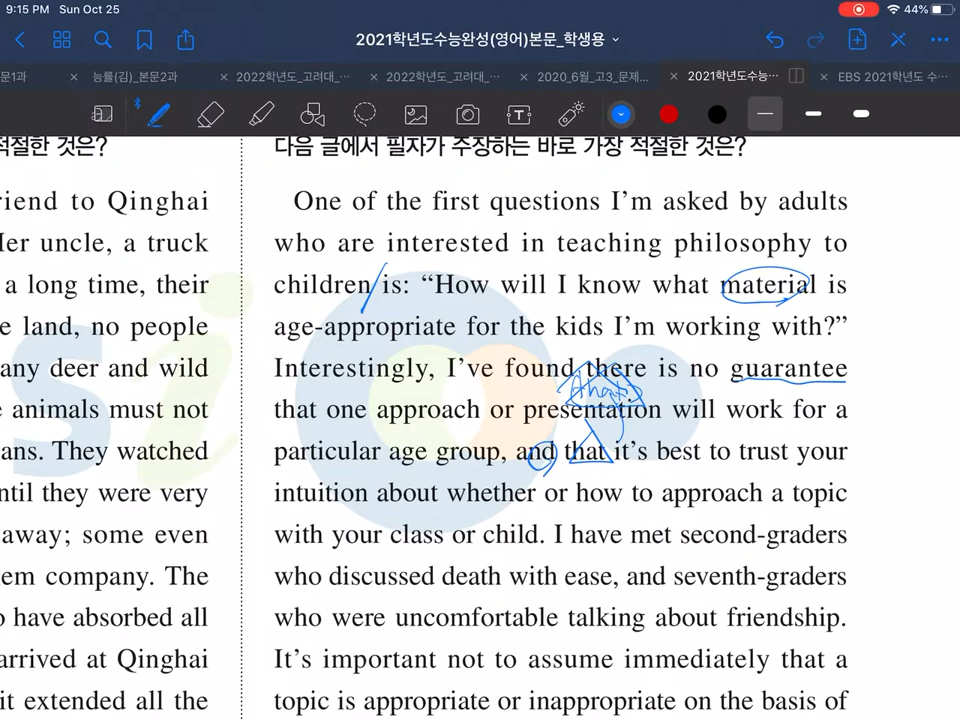 9:15 PM Sun Oct 25
44%
2021학년도수능완성(영어)본문_학생용
문1과
능률(김)_본문2과
2022학년도_고려대_...
2022학년도_고려대_...
2020_6월_고3_문제...
2021학년도수능...
EBS 2021학년도 수...
적절한 것은?
riend to Qinghai
Her uncle, a truck
a long time, their
e land, no people
any deer and wild
e animals must not
ans. They watched
ntil they were very
away; some even
em company. The
o have absorbed all
arrived at Qinghai
it extended all the
다음 글에서 필자가 주장하는 바로 가장 적절한 것은?
One of the first questions I’m asked by adults
who are interested in teaching philosophy to
children is: “How will I know what material is
age-appropriate for the kids I’m working with?”
Interestingly, I’ve found there is no guarantee
that one approach or presentation will work for a
particular age group, and that it’s best to trust your
intuition about whether or how to approach a topic
with your class or child. I have met second-graders
who discussed death with ease, and seventh-graders
who were uncomfortable talking about friendship.
It’s important not to assume immediately that a
topic is appropriate or inappropriate on the basis of